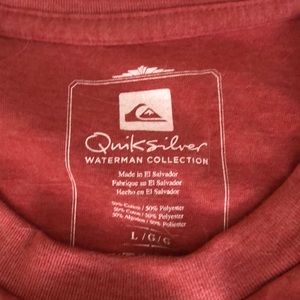 Quiksilver
WATERMAN COLLECTION
Made in El Salvador
Fabrique au El Salvador
Hecho en El Salvador
50% Cotton / 50% Polyester
50% Coton / 50% Polyester
50% Algodon / 50% Poliester
L / G / G